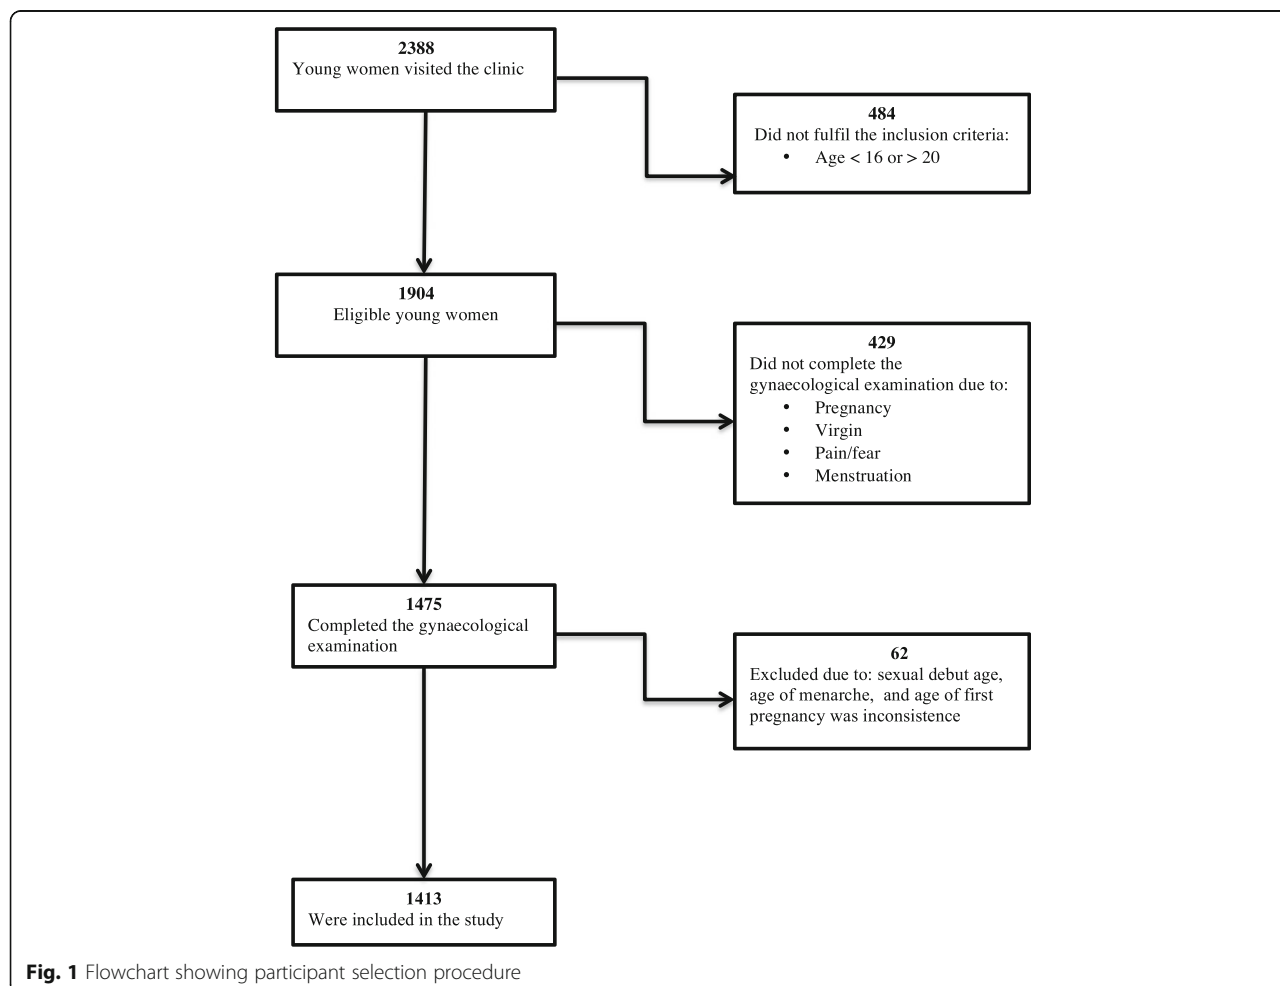 2388
Young women visited the clinic
484
Did not fulfil the inclusion criteria:
• Age < 16 or > 20
1904
Eligible young women
429
Did not complete the
gynaecological examination due to:
• Pregnancy
• Virgin
• Pain/fear
• Menstruation
1475
Completed the gynaecological
examination
62
Excluded due to: sexual debut age,
age of menarche, and age of first
pregnancy was inconsistence
1413
Were included in the study
Fig. 1 Flowchart showing participant selection procedure